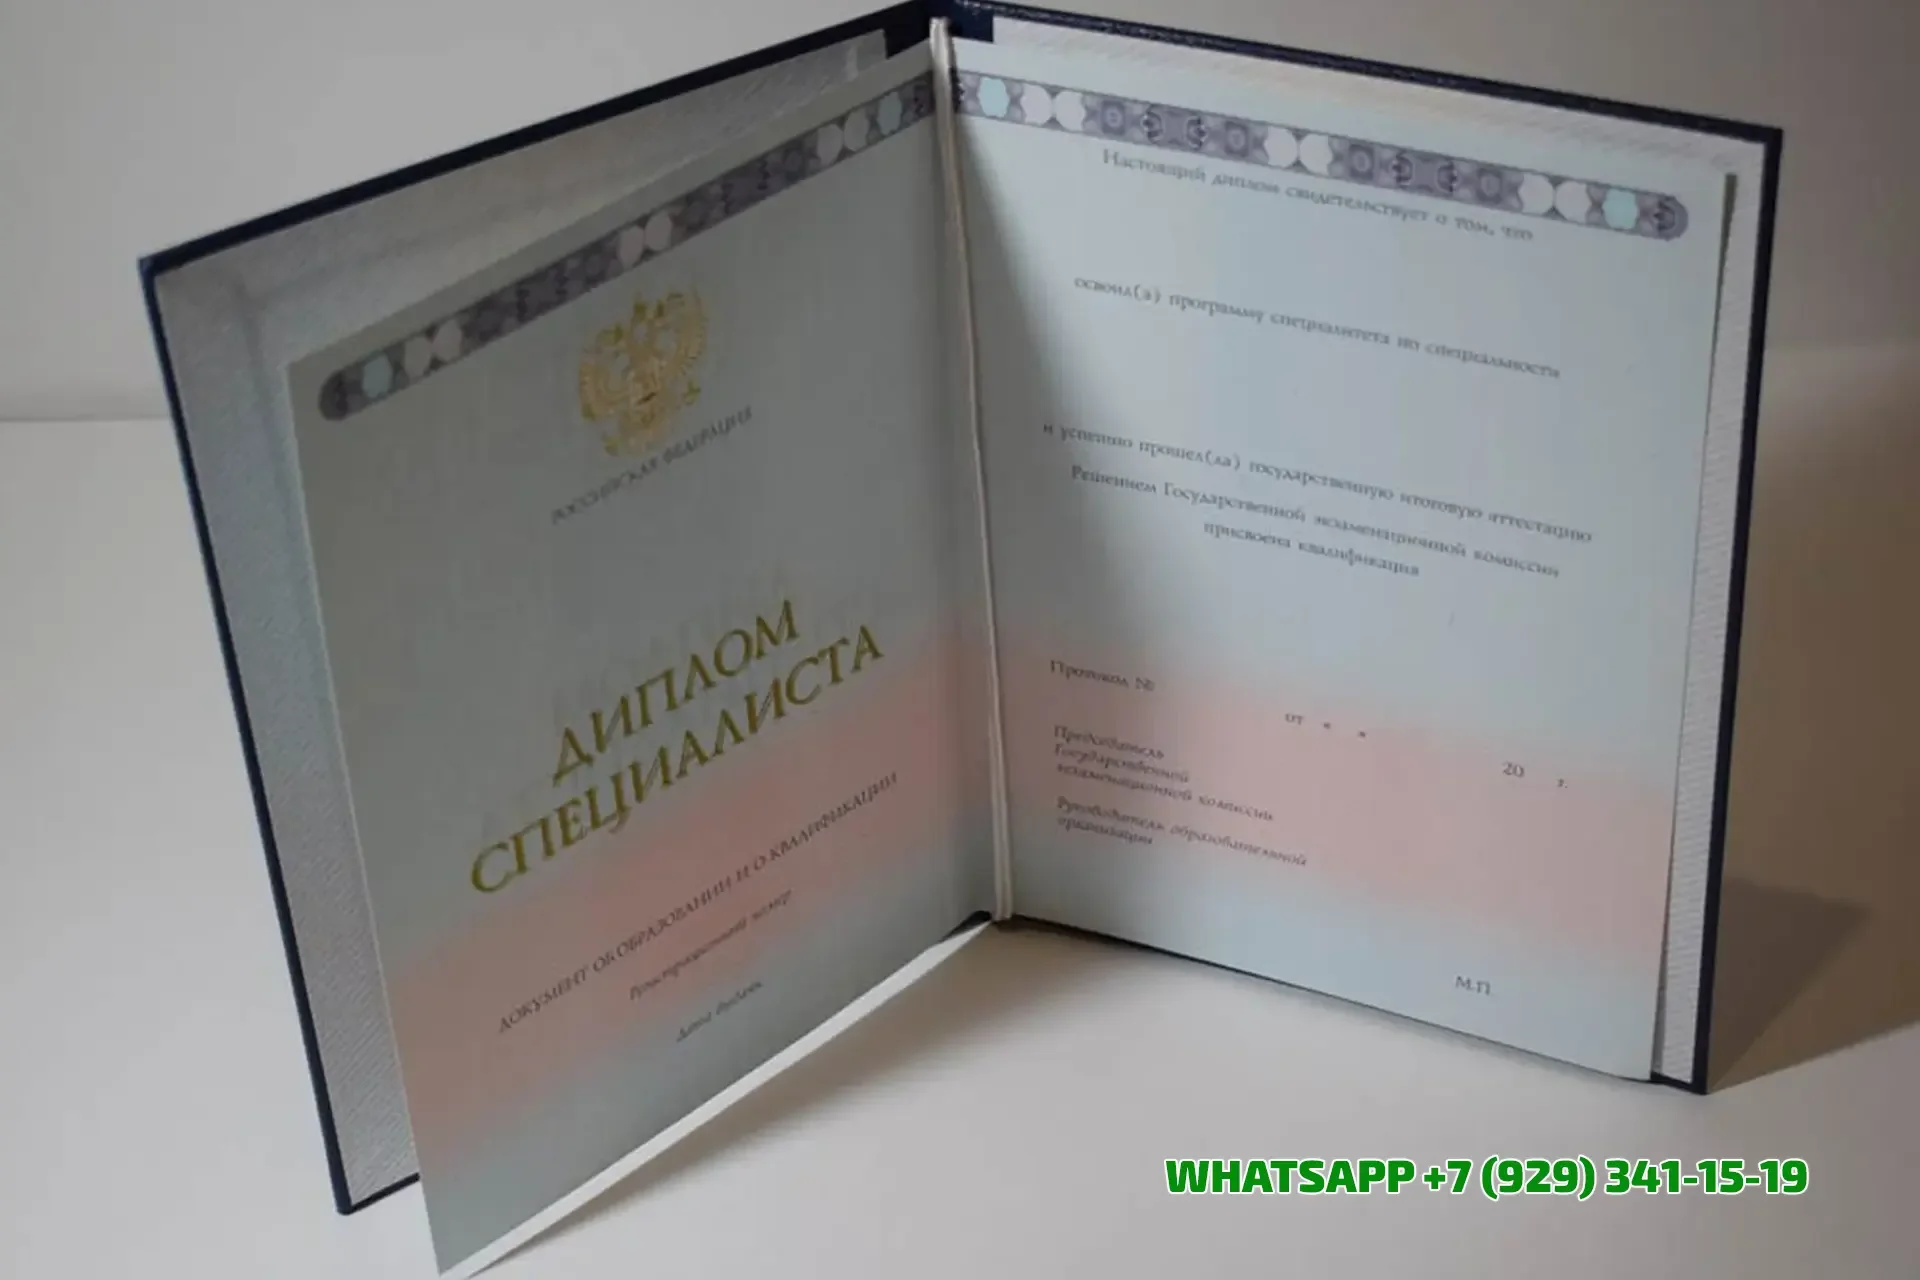 РОССИЙСКАЯ ФЕДЕРАЦИЯ
ДИПЛОМ
СПЕЦИАЛИСТА
ДОКУМЕНТ ОБ ОБРАЗОВАНИИ И О КВАЛИФИКАЦИИ
Регистрационный номер
Дата выдачи
Настоящий диплом свидетельствует о том, что
освоил(а) программу специалитета по специальности
и успешно прошел(ла) государственную итоговую аттестацию
Решением Государственной экзаменационной комиссии
присвоена квалификация
Протокол №
от « » 20 г.
Председатель
Государственной
экзаменационной комиссии
Руководитель образовательной
организации
М.П.
WHATSAPP +7 (929) 341-15-19